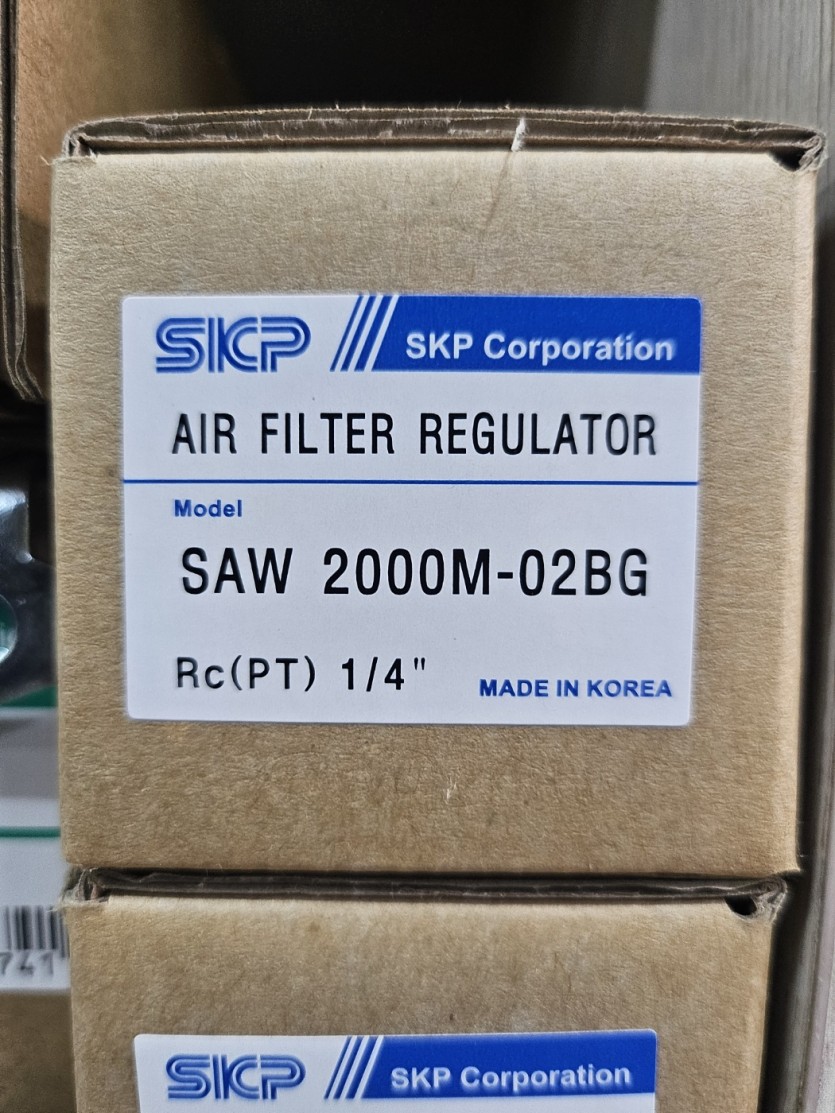 SKP SKP Corporation
AIR FILTER REGULATOR
Model
SAW 2000M-02BG
Rc(PT) 1/4"
MADE IN KOREA
741
SKP SKP Corporation